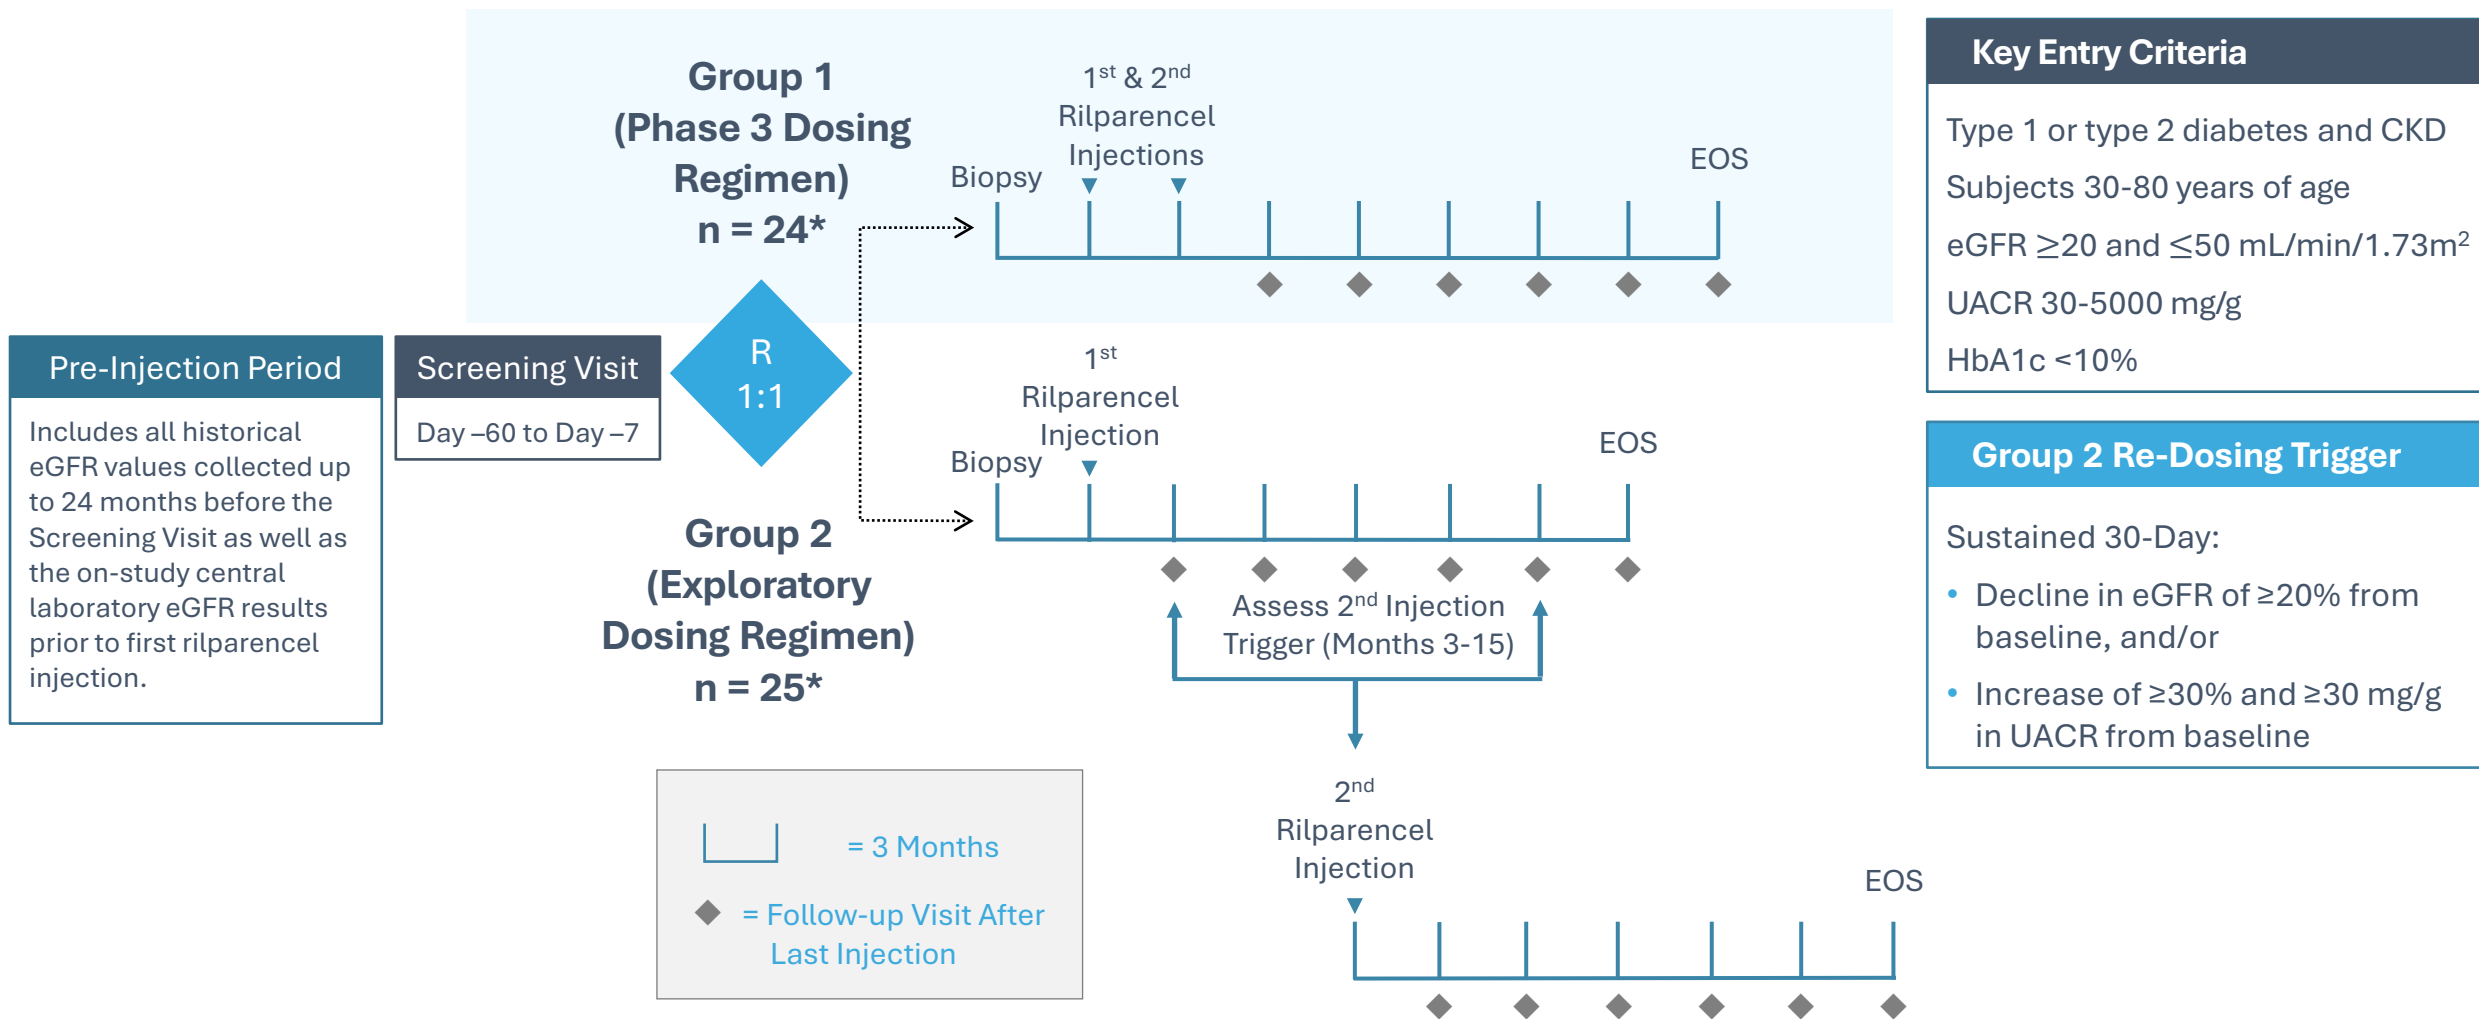 Group 1
(Phase 3 Dosing
Regimen)
n = 24*
1st & 2nd
Rilparencel
Injections
Biopsy
EOS
Pre-Injection Period
Includes all historical
eGFR values collected up
to 24 months before the
Screening Visit as well as
the on-study central
laboratory eGFR results
prior to first rilparencel
injection.
Screening Visit
Day –60 to Day –7
R
1:1
1st
Rilparencel
Injection
Biopsy
EOS
Group 2
(Exploratory
Dosing Regimen)
n = 25*
Assess 2nd Injection
Trigger (Months 3-15)
2nd
Rilparencel
Injection
EOS
= 3 Months
= Follow-up Visit After
Last Injection
Key Entry Criteria
Type 1 or type 2 diabetes and CKD
Subjects 30-80 years of age
eGFR ≥20 and ≤50 mL/min/1.73m²
UACR 30-5000 mg/g
HbA1c <10%
Group 2 Re-Dosing Trigger
Sustained 30-Day:
• Decline in eGFR of ≥20% from
baseline, and/or
• Increase of ≥30% and ≥30 mg/g
in UACR from baseline